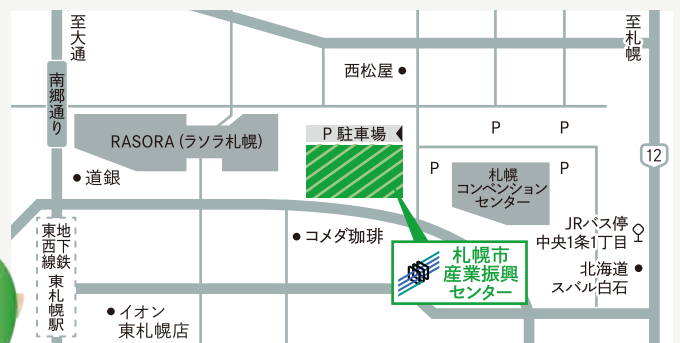 至大通
至札幌
西松屋
南郷通り
P 駐車場
P
P
RASORA (ラソラ札幌)
12
P
札幌
コンベンション
センター
P
道銀
地下鉄
東西線 東札幌駅
コメダ珈琲
JRバス停
中央1条1丁目
札幌市
産業振興
センター
北海道
スバル白石
イオン
東札幌店